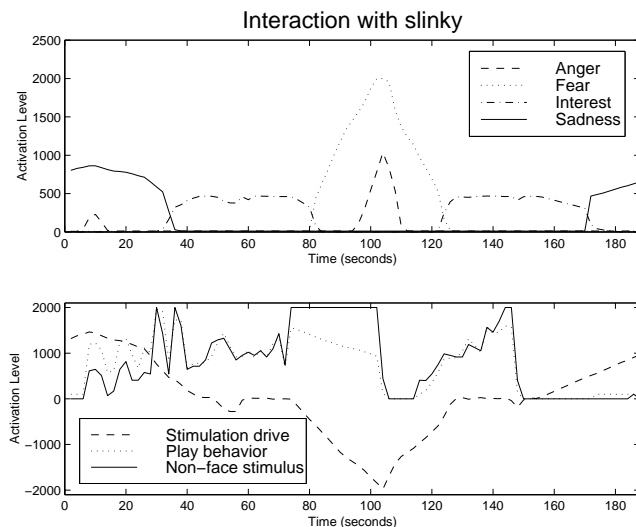 Interaction with slinky
2500
2000
1500
1000
500
0
Activation Level
Anger
Fear
Interest
Sadness
0 20 40 60 80 100 120 140 160 180
Time (seconds)
2000
1000
0
−1000
−2000
Activation Level
Stimulation drive
Play behavior
Non−face stimulus
0 20 40 60 80 100 120 140 160 180
Time (seconds)